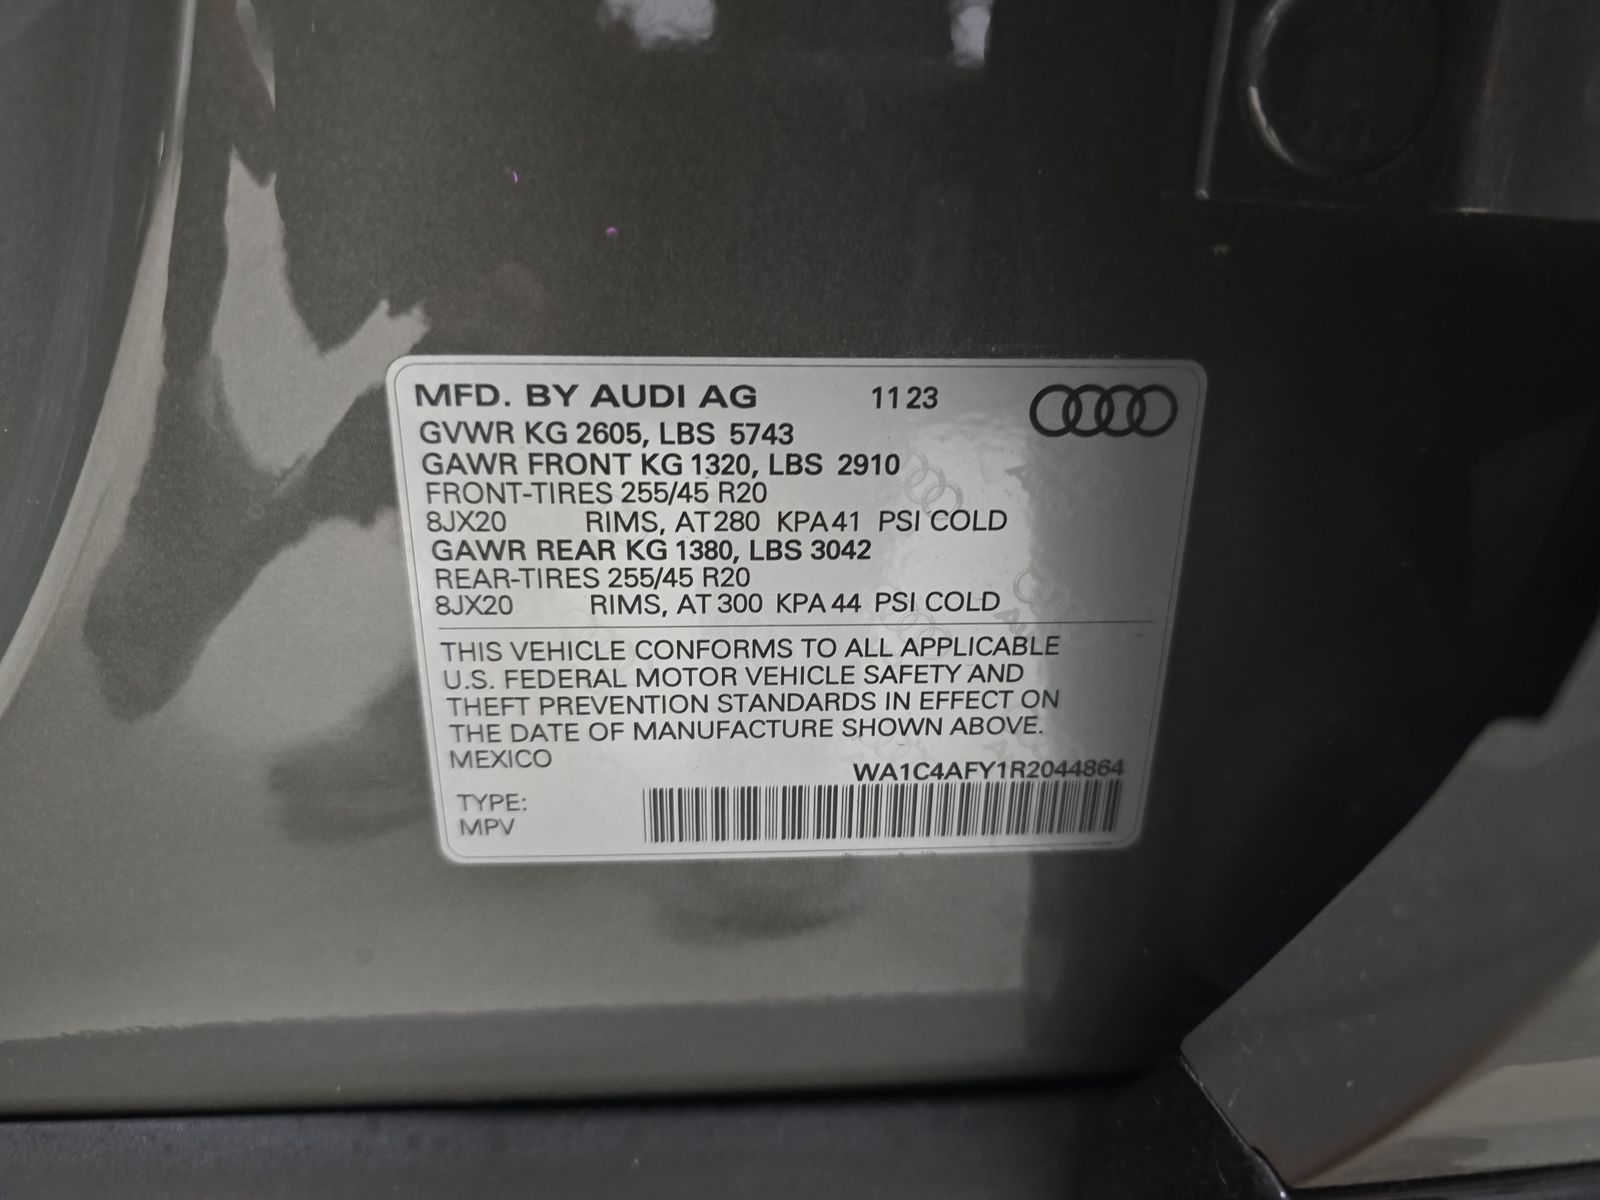 MFD. BY AUDI AG 11 23
GVWR KG 2605, LBS 5743
GAWR FRONT KG 1320, LBS 2910
FRONT-TIRES 255/45 R20
8JX20 RIMS, AT 280 KPA 41 PSI COLD
GAWR REAR KG 1380, LBS 3042
REAR-TIRES 255/45 R20
8JX20 RIMS, AT 300 KPA 44 PSI COLD
THIS VEHICLE CONFORMS TO ALL APPLICABLE
U.S. FEDERAL MOTOR VEHICLE SAFETY AND
THEFT PREVENTION STANDARDS IN EFFECT ON
THE DATE OF MANUFACTURE SHOWN ABOVE.
MEXICO
WA1C4AFY1R2044864
TYPE:
MPV